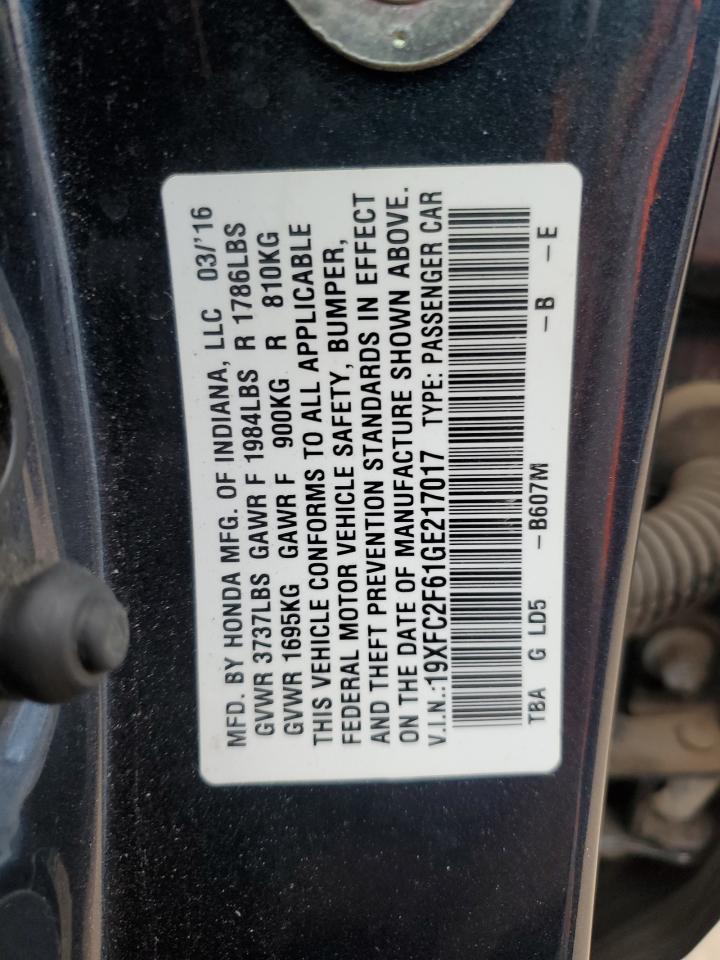 MFD. BY HONDA MFG. OF INDIANA, LLC 03/'16
GVWR 3737LBS GAWR F 1984LBS R 1786LBS
GVWR 1695KG GAWR F 900KG R 810KG
THIS VEHICLE CONFORMS TO ALL APPLICABLE
FEDERAL MOTOR VEHICLE SAFETY, BUMPER,
AND THEFT PREVENTION STANDARDS IN EFFECT
ON THE DATE OF MANUFACTURE SHOWN ABOVE.
V.I.N.:19XFC2F61GE217017 TYPE: PASSENGER CAR
TBA G LD5 -B607M -B -E